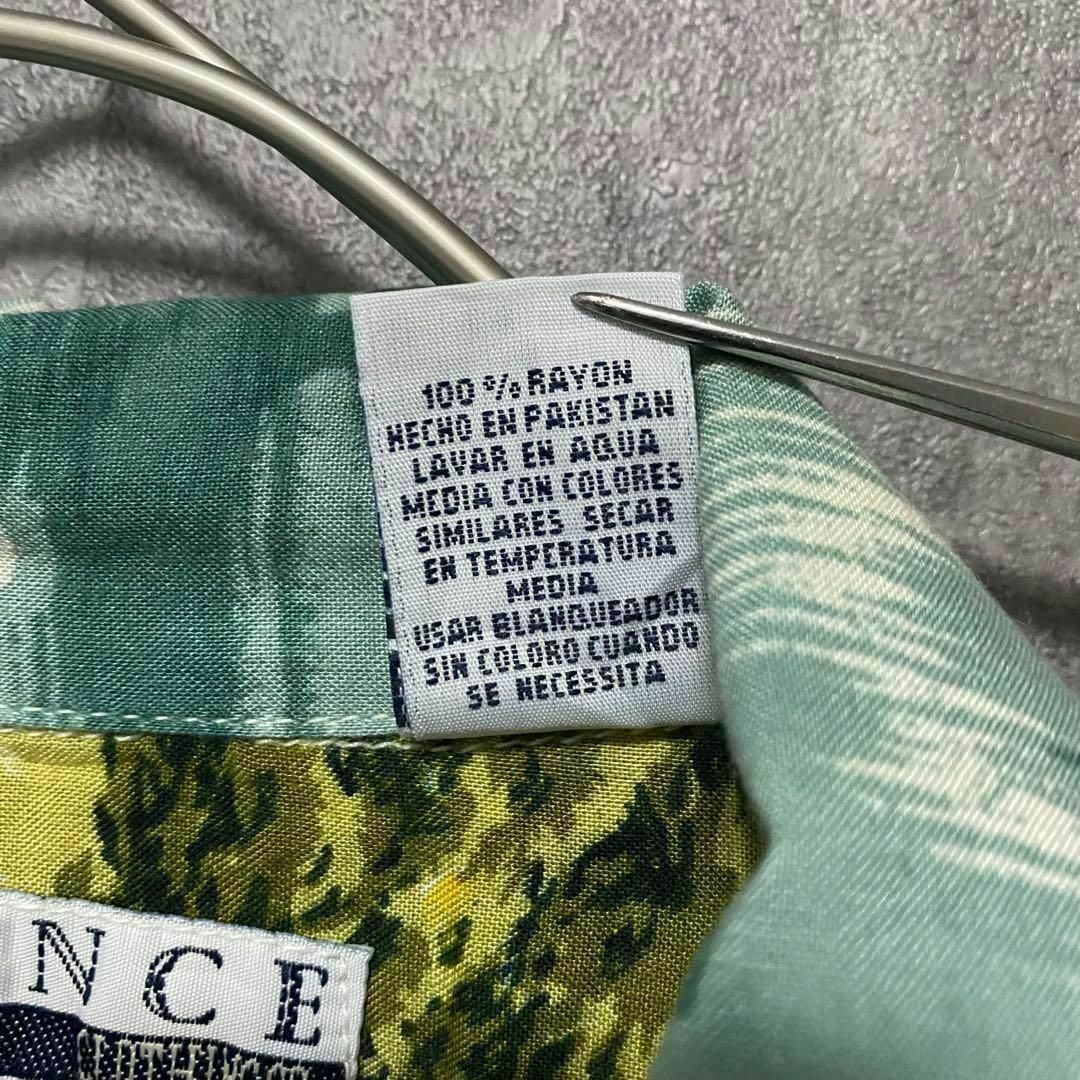 100 % RAYON
HECHO EN PAKISTAN
LAVAR EN AQUA
MEDIA CON COLORES
SIMILARES SECAR
EN TEMPERATURA
MEDIA
USAR BLANQUEADOR
SIN COLORO CUANDO
SE NECESSITA
NCE